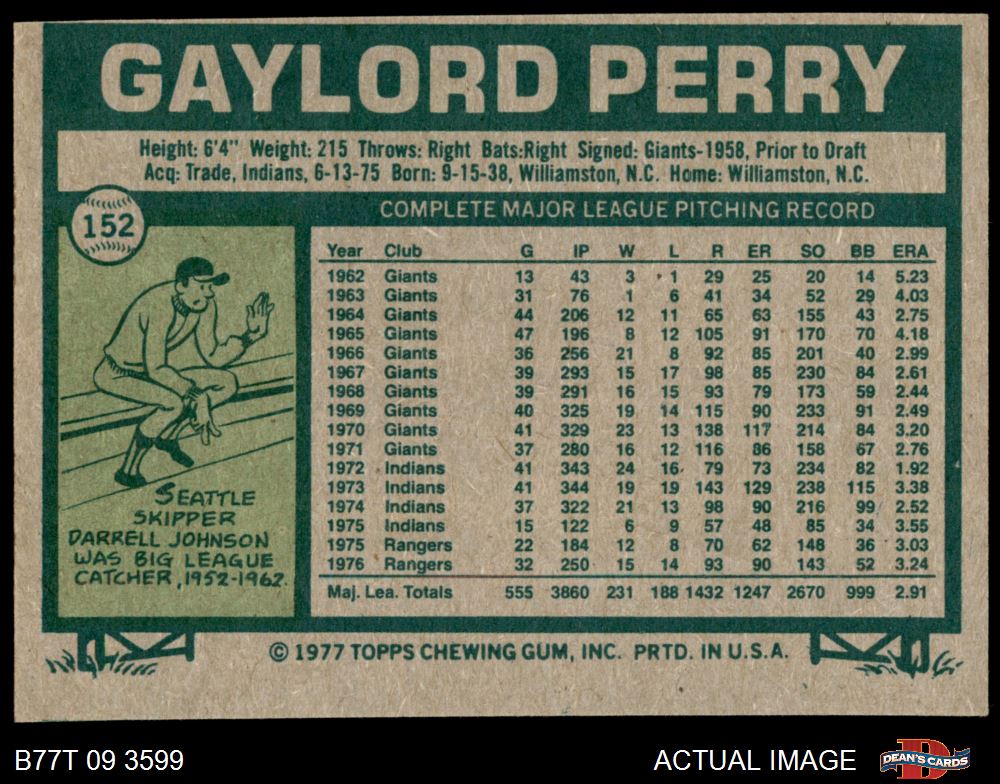 GAYLORD PERRY
Height: 6'4" Weight: 215 Throws: Right Bats:Right Signed: Giants-1958, Prior to Draft
Acq: Trade, Indians, 6-13-75 Born: 9-15-38, Williamston, N.C. Home: Williamston, N.C.
152
COMPLETE MAJOR LEAGUE PITCHING RECORD
Year Club G IP W L R ER SO BB ERA
1962 Giants 13 43 3 1 29 25 20 14 5.23
1963 Giants 31 76 1 6 41 34 52 29 4.03
1964 Giants 44 206 12 11 65 63 155 43 2.75
1965 Giants 47 196 8 12 105 91 170 70 4.18
1966 Giants 36 256 21 8 92 85 201 40 2.99
1967 Giants 39 293 15 17 98 85 230 84 2.61
1968 Giants 39 291 16 15 93 79 173 59 2.44
1969 Giants 40 325 19 14 115 90 233 91 2.49
1970 Giants 41 329 23 13 138 117 214 84 3.20
1971 Giants 37 280 16 12 116 86 158 67 2.76
1972 Indians 41 343 24 16 79 73 234 82 1.92
1973 Indians 41 344 19 19 143 129 238 115 3.38
1974 Indians 37 322 21 13 98 90 216 99 2.52
1975 Indians 15 122 6 9 57 48 85 34 3.55
1975 Rangers 22 184 12 8 70 62 148 36 3.03
1976 Rangers 32 250 15 14 93 90 143 52 3.24
Maj. Lea. Totals 555 3860 231 188 1432 1247 2670 999 2.91
SEATTLE
SKIPPER
DARRELL JOHNSON
WAS BIG LEAGUE
CATCHER, 1952-1962.
© 1977 TOPPS CHEWING GUM, INC. PRTD. IN U.S.A.
B77T 09 3599
ACTUAL IMAGE
D
DEAN'S CARDS